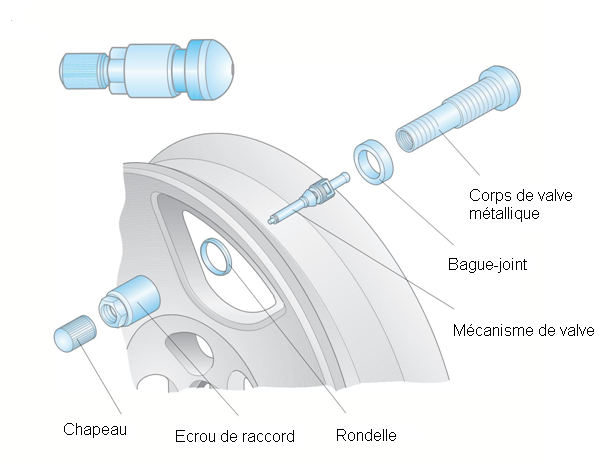 Corps de valve
métallique
Bague-joint
Mécanisme de valve
Chapeau
Ecrou de raccord
Rondelle